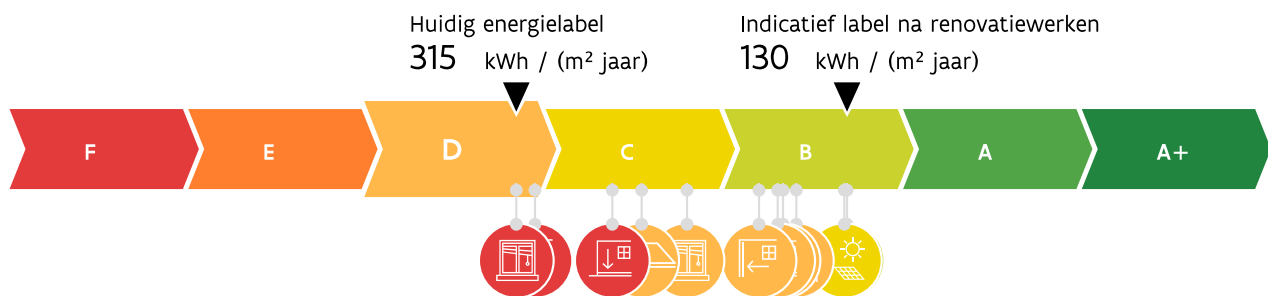 Huidig energielabel
315 kWh / (m² jaar)
Indicatief label na renovatiewerken
130 kWh / (m² jaar)
F E D C B A A+